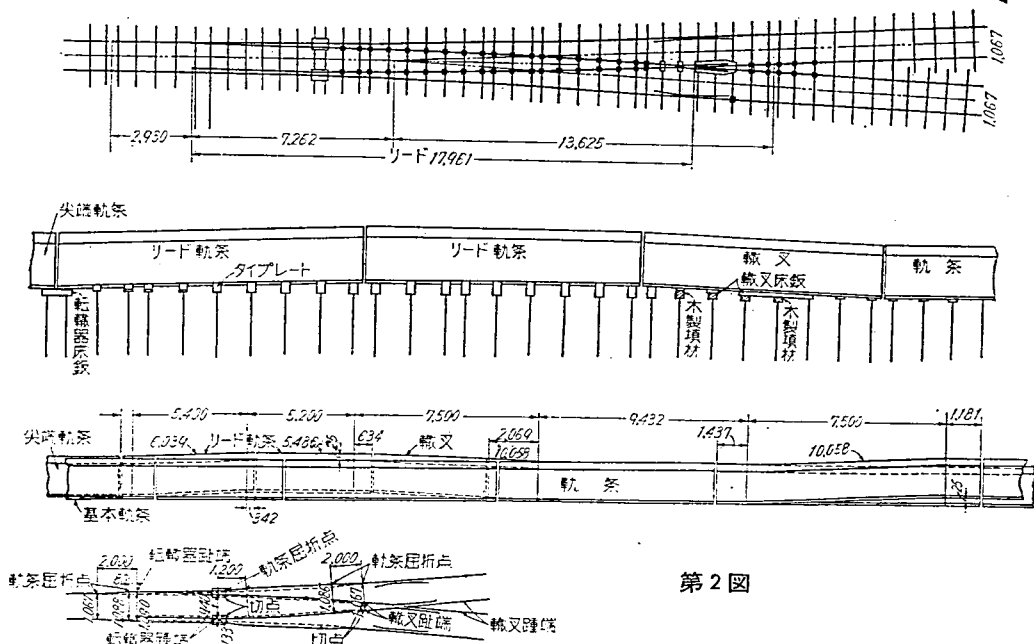 1,067
1,067
2,930
7,262
13,625
リード 17,961
尖端軌条
リード軌条
リード軌条
轍叉
軌条
タイプレート
轍叉床鈑
転轍器床鈑
木製填材
木製填材
5,200
7,500
9,432
7,500
1,181
尖端軌条
6,039
リード軌条
5,486
634
轍叉
2,069
10,058
1,437
10,058
軌条
基本軌条
342
2,000
転轍器趾端
1,200
軌条屈折点
2,000
軌条屈折点
軌条屈折点
1,067
切点
轍叉趾端
轍叉踵端
転轍器踵端
切点
第2図